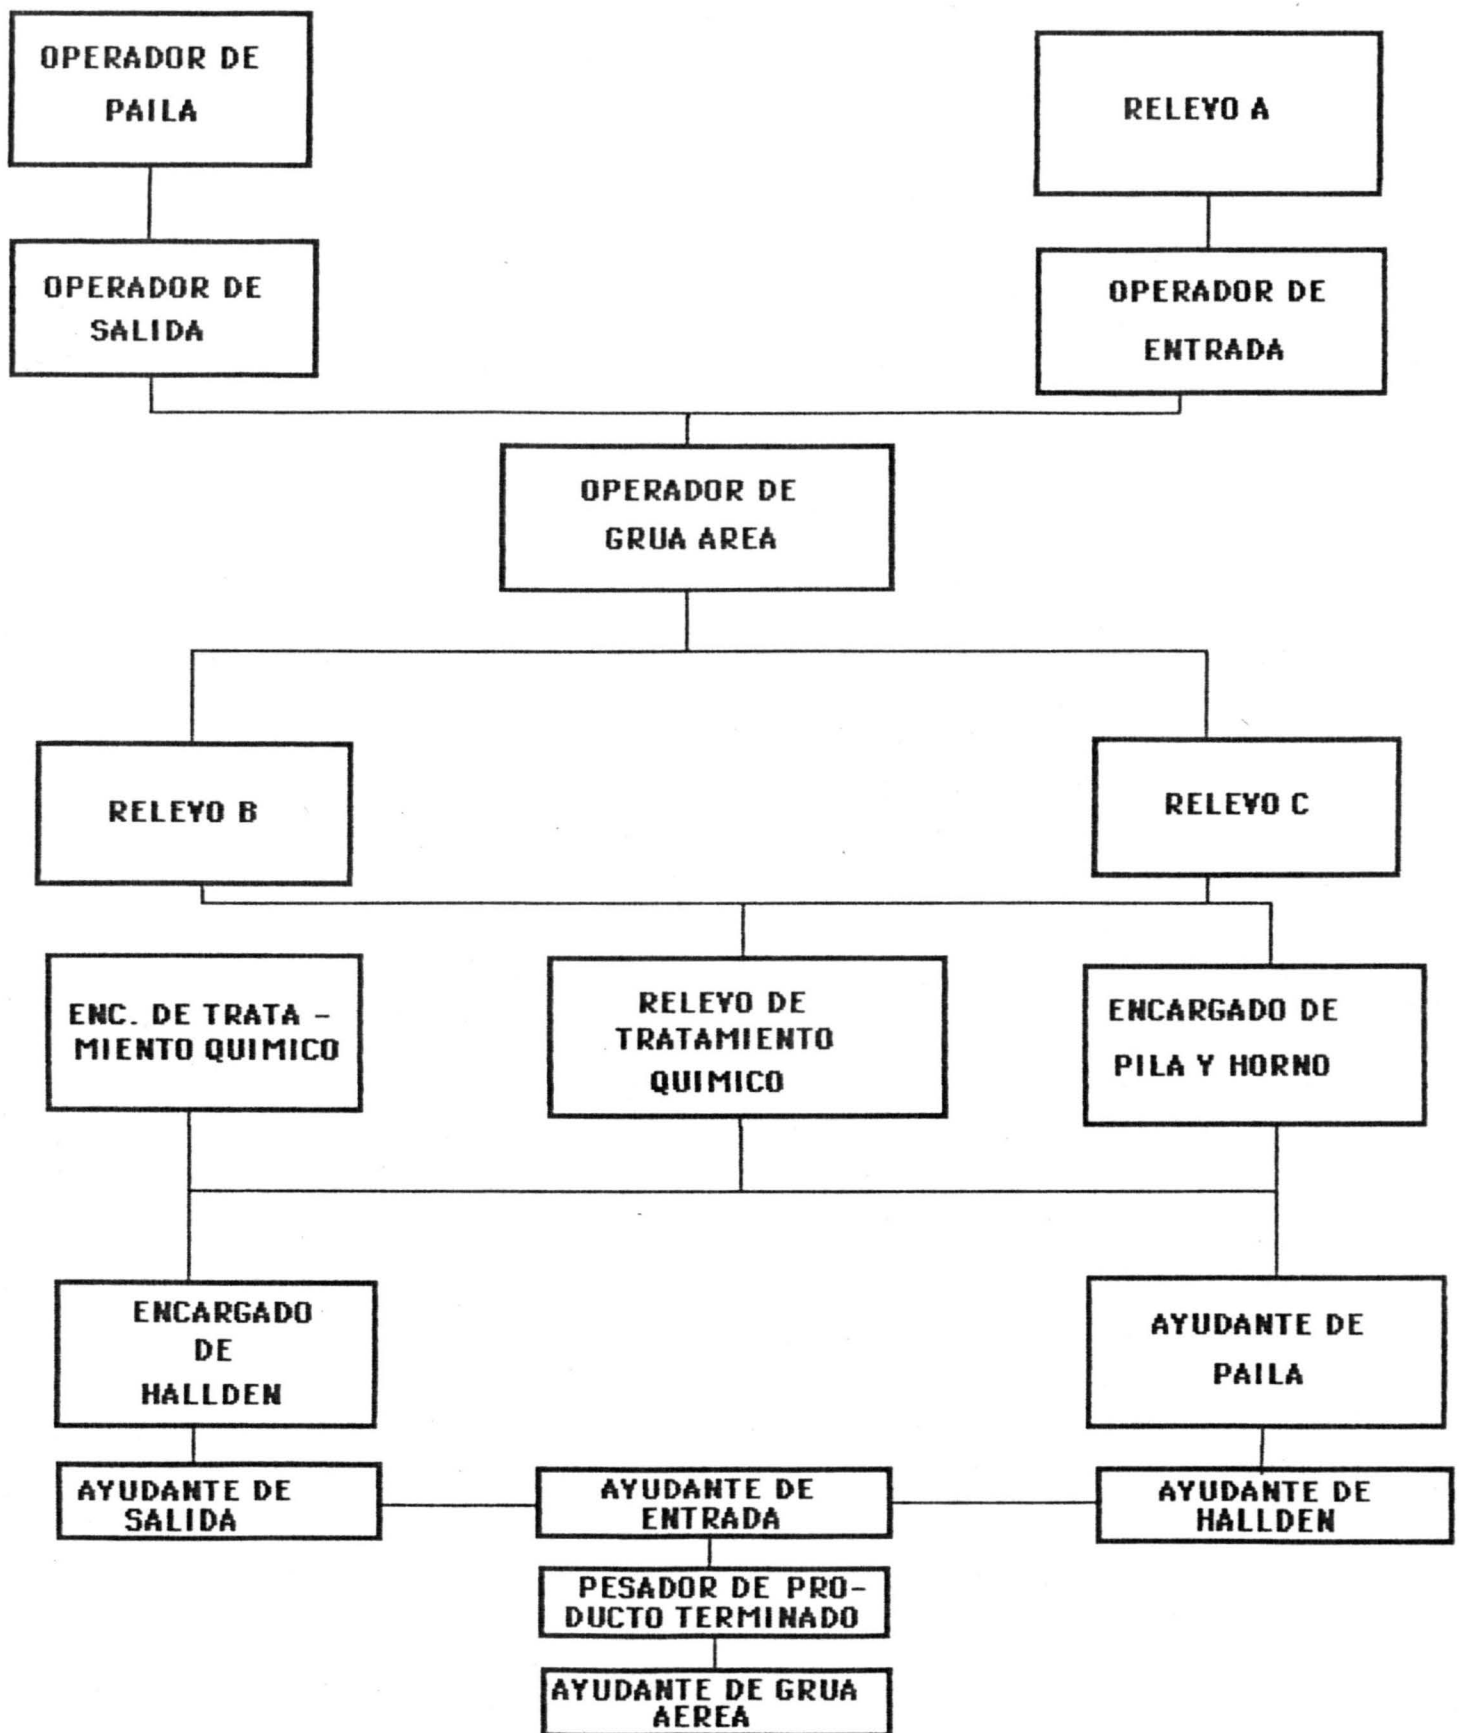 OPERADOR DE
PAILA
RELEVO A
OPERADOR DE
SALIDA
OPERADOR DE
ENTRADA
OPERADOR DE
GRUA AREA
RELEVO B
RELEVO C
ENC. DE TRATA -
MIENTO QUIMICO
RELEVO DE
TRATAMIENTO
QUIMICO
ENCARGADO DE
PILA Y HORNO
ENCARGADO
DE
HALLDEN
AYUDANTE DE
PAILA
AYUDANTE DE
SALIDA
AYUDANTE DE
ENTRADA
AYUDANTE DE
HALLDEN
PESADOR DE PRO-
DUCTO TERMINADO
AYUDANTE DE GRUA
AEREA